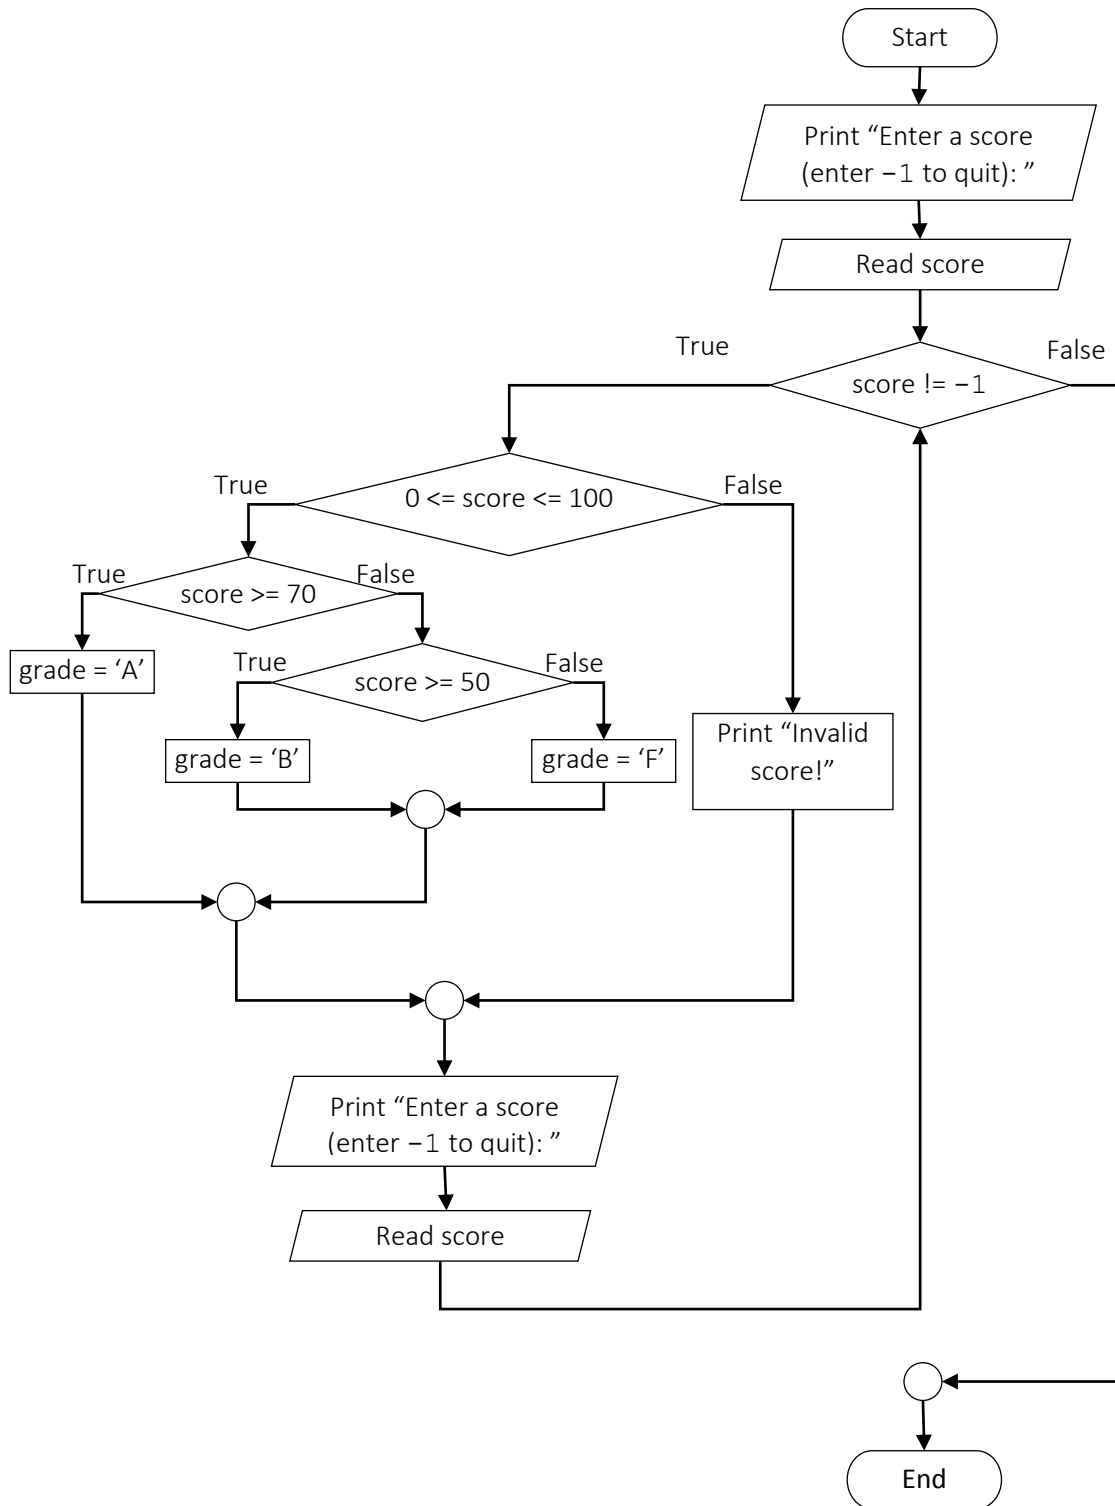 Start
Print “Enter a score
(enter −1 to quit): ”
Read score
True
False
score != −1
True
False
0 <= score <= 100
True
False
score >= 70
True
False
grade = ‘A’
score >= 50
Print “Invalid
score!”
grade = ‘B’
grade = ‘F’
Print “Enter a score
(enter −1 to quit): ”
Read score
End